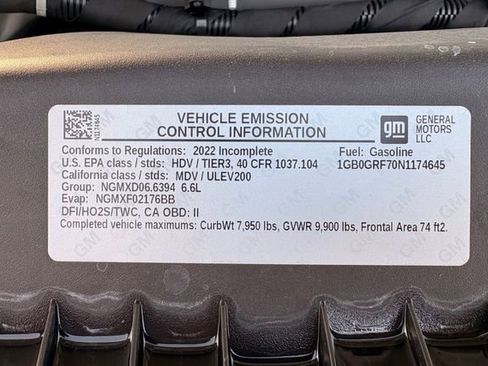 N1174645
VEHICLE EMISSION
CONTROL INFORMATION
gm
GENERAL
MOTORS
LLC
Conforms to Regulations: 2022 Incomplete
Fuel: Gasoline
U.S. EPA class / stds: HDV / TIER3, 40 CFR 1037.104
1GB0GRF70N1174645
California class / stds: MDV / ULEV200
Group: NGMXD06.6394 6.6L
Evap: NGMXF02176BB
DFI/HO2S/TWC, CA OBD: II
Completed vehicle maximums: CurbWt 7,950 lbs, GVWR 9,900 lbs, Frontal Area 74 ft2.